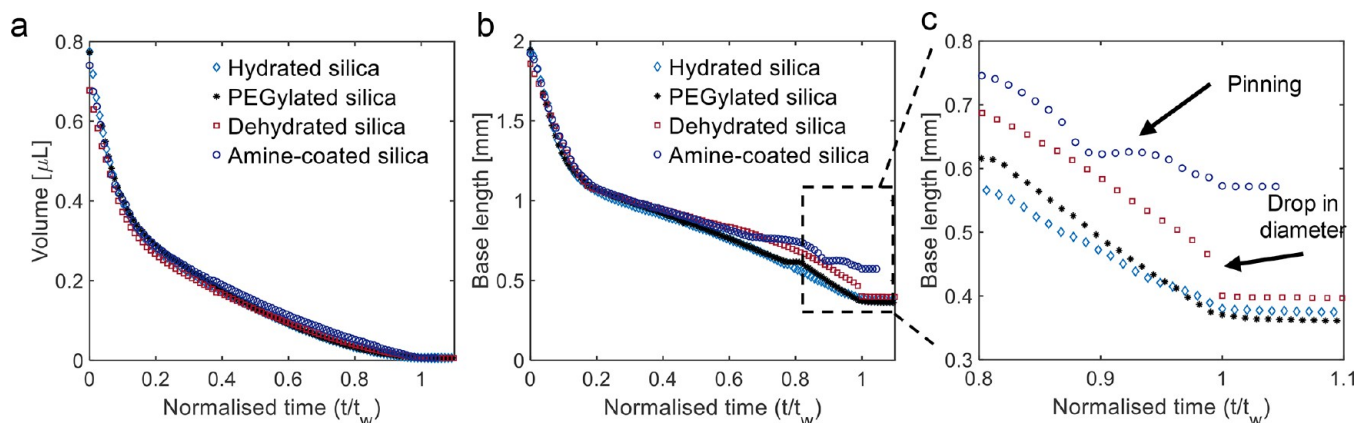 a
Volume [μL]
0.8
0.6
0.4
0.2
0
Hydrated silica
PEGylated silica
Dehydrated silica
Amine-coated silica
0 0.2 0.4 0.6 0.8 1
Normalised time (t/tw)
b
Base length [mm]
2
1.5
1
0.5
0
Hydrated silica
PEGylated silica
Dehydrated silica
Amine-coated silica
0 0.2 0.4 0.6 0.8 1
Normalised time (t/tw)
c
Base length [mm]
0.8
0.7
0.6
0.5
0.4
0.3
Pinning
Drop in
diameter
0.8 0.9 1 1.1
Normalised time (t/tw)